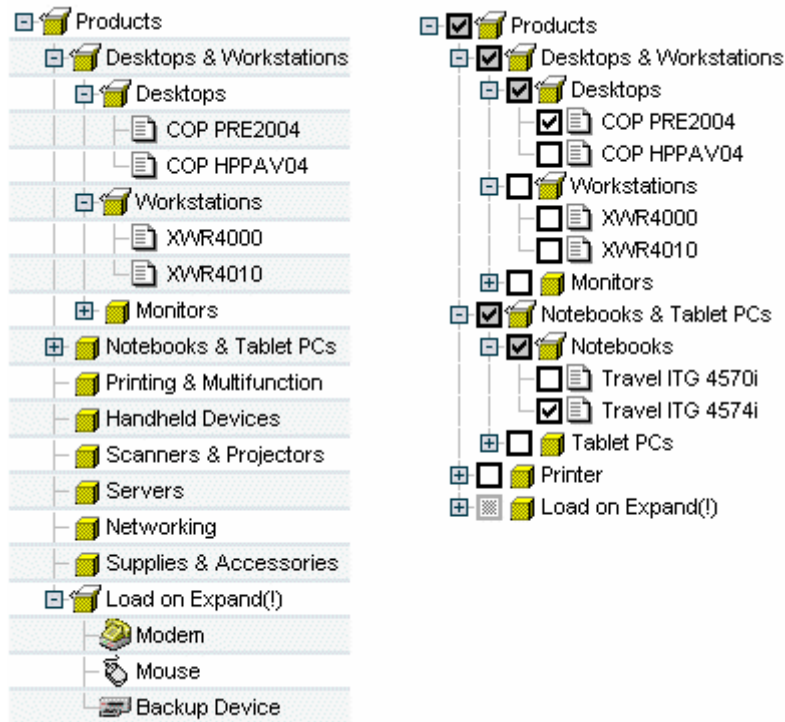 Products
Desktops & Workstations
Desktops
COP PRE2004
COP HPPAV04
Workstations
XWR4000
XWR4010
Monitors
Notebooks & Tablet PCs
Printing & Multifunction
Handheld Devices
Scanners & Projectors
Servers
Networking
Supplies & Accessories
Load on Expand(!)
Modem
Mouse
Backup Device
Products
Desktops & Workstations
Desktops
COP PRE2004
COP HPPAV04
Workstations
XWR4000
XWR4010
Monitors
Notebooks & Tablet PCs
Notebooks
Travel ITG 4570i
Travel ITG 4574i
Tablet PCs
Printer
Load on Expand(!)